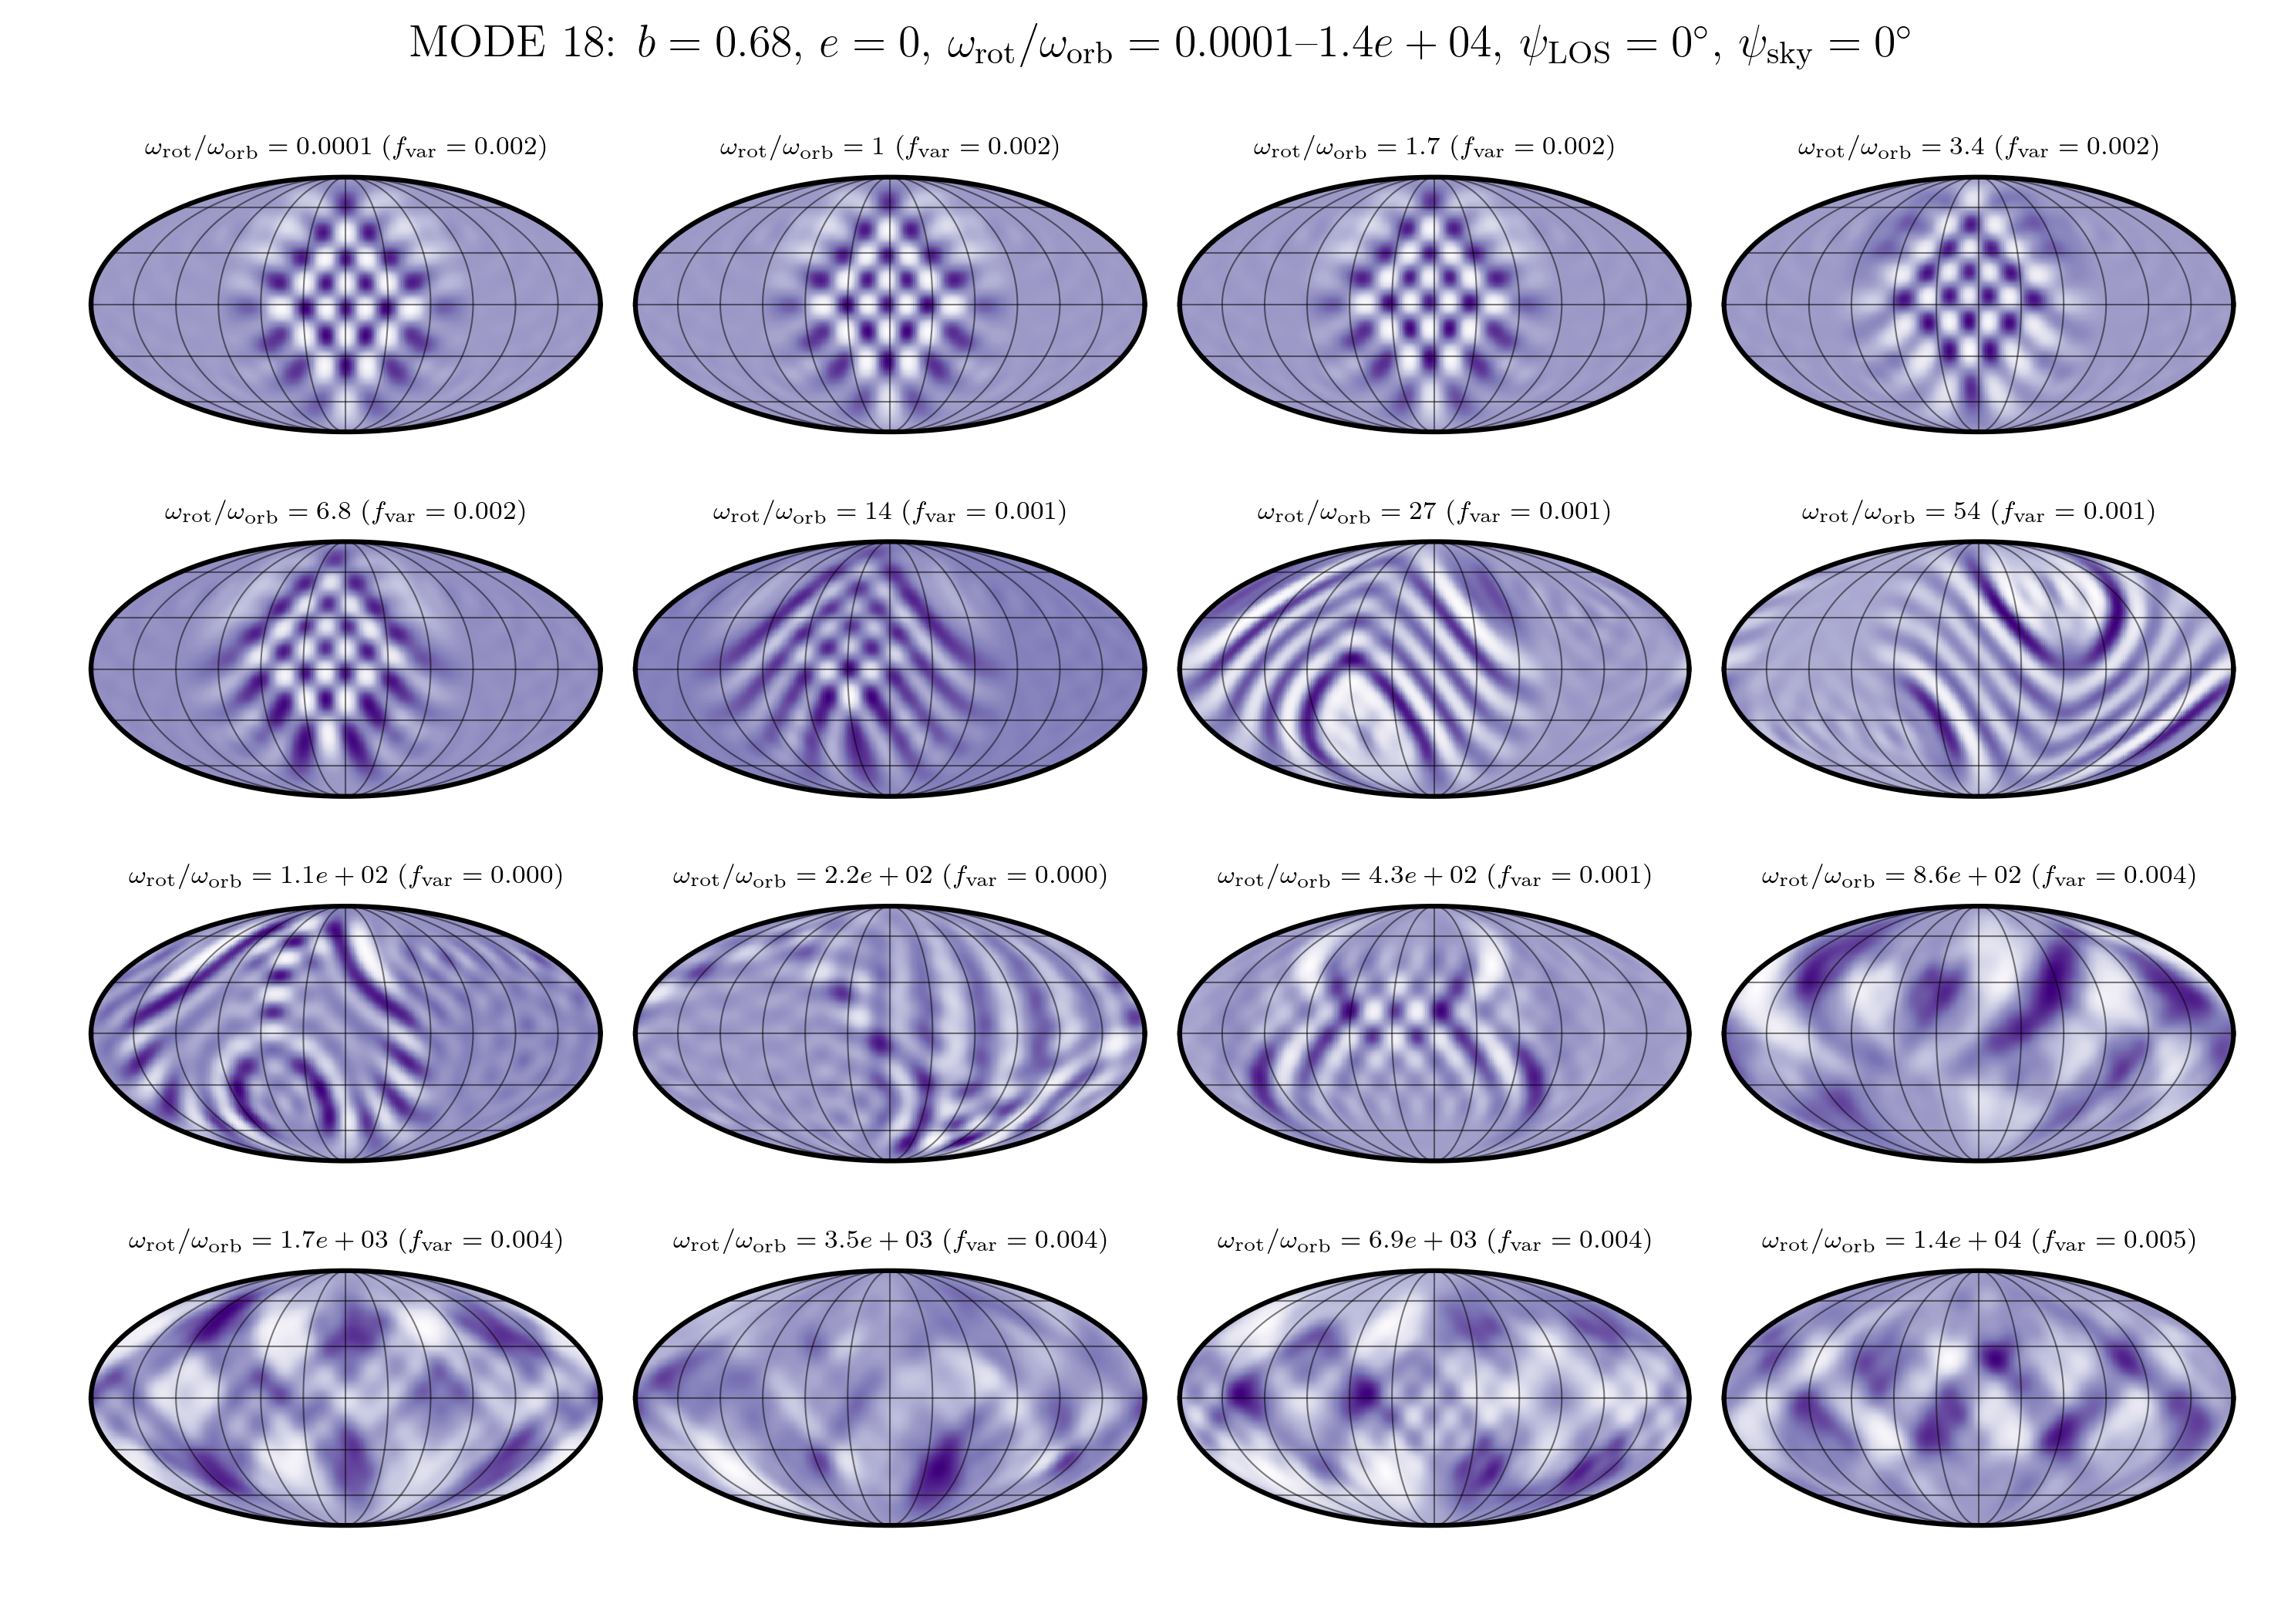 MODE 18: b = 0.68, e = 0, ω_rot/ω_orb = 0.0001–1.4e + 04, ψ_LOS = 0°, ψ_sky = 0°
ω_rot/ω_orb = 0.0001 (f_var = 0.002)
ω_rot/ω_orb = 1 (f_var = 0.002)
ω_rot/ω_orb = 1.7 (f_var = 0.002)
ω_rot/ω_orb = 3.4 (f_var = 0.002)
ω_rot/ω_orb = 6.8 (f_var = 0.002)
ω_rot/ω_orb = 14 (f_var = 0.001)
ω_rot/ω_orb = 27 (f_var = 0.001)
ω_rot/ω_orb = 54 (f_var = 0.001)
ω_rot/ω_orb = 1.1e + 02 (f_var = 0.000)
ω_rot/ω_orb = 2.2e + 02 (f_var = 0.000)
ω_rot/ω_orb = 4.3e + 02 (f_var = 0.001)
ω_rot/ω_orb = 8.6e + 02 (f_var = 0.004)
ω_rot/ω_orb = 1.7e + 03 (f_var = 0.004)
ω_rot/ω_orb = 3.5e + 03 (f_var = 0.004)
ω_rot/ω_orb = 6.9e + 03 (f_var = 0.004)
ω_rot/ω_orb = 1.4e + 04 (f_var = 0.005)